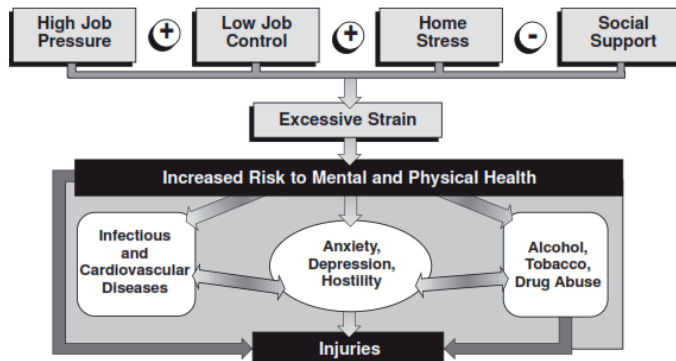 High Job
Pressure
+
Low Job
Control
+
Home
Stress
-
Social
Support
Excessive Strain
Increased Risk to Mental and Physical Health
Infectious
and
Cardiovascular
Diseases
Anxiety,
Depression,
Hostility
Alcohol,
Tobacco,
Drug Abuse
Injuries